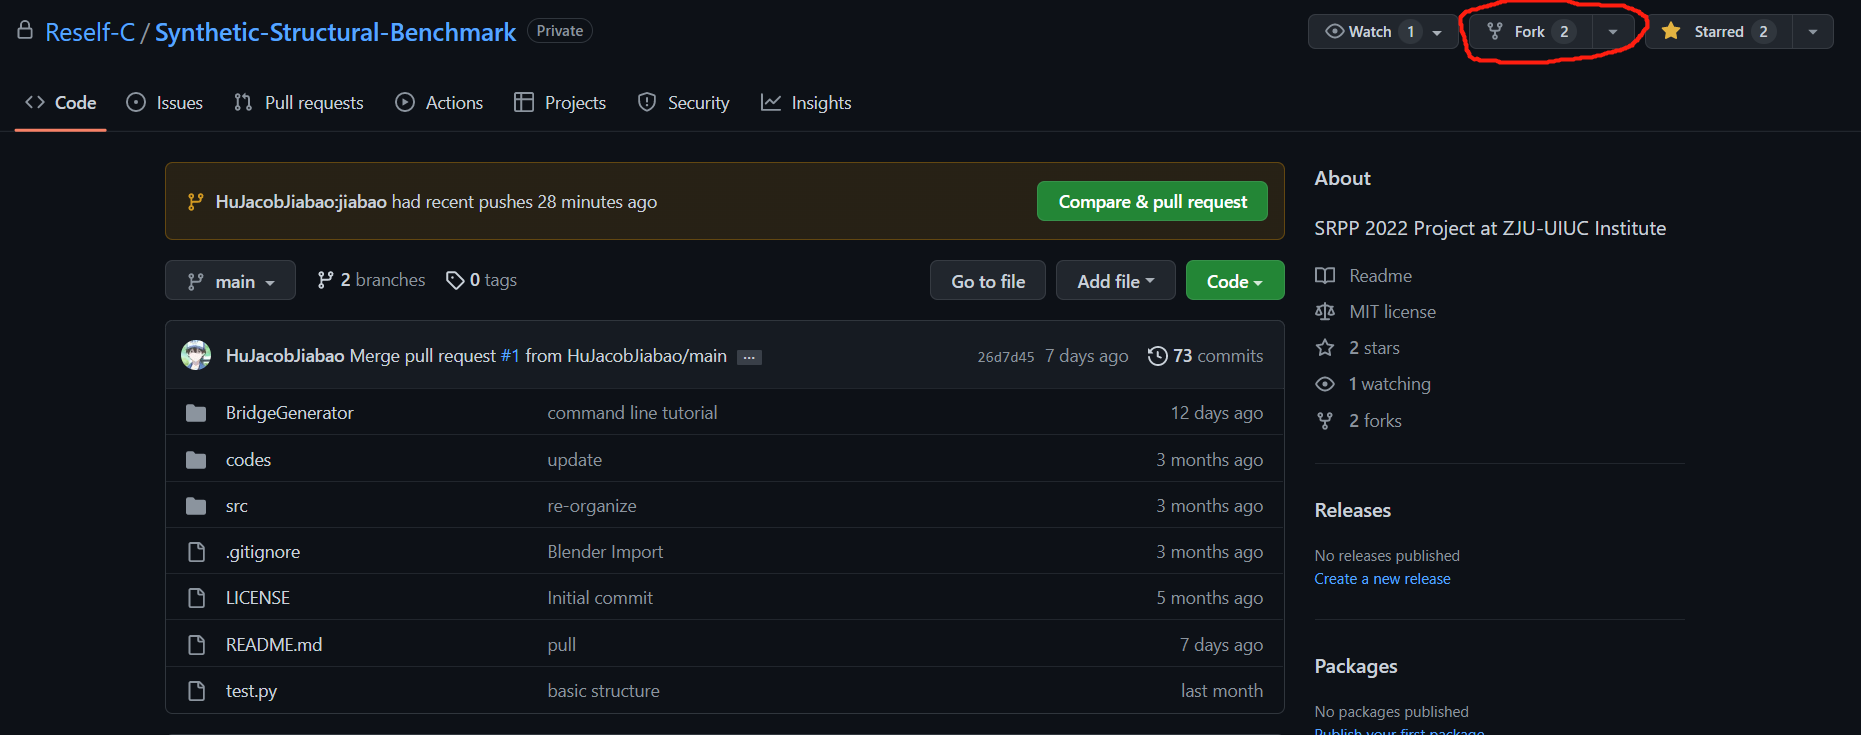 Reself-C / Synthetic-Structural-Benchmark Private Watch 1 Fork 2 Starred 2
Code Issues Pull requests Actions Projects Security Insights
HuJacobJiabao:jiabao had recent pushes 28 minutes ago Compare & pull request
main 2 branches 0 tags Go to file Add file Code
HuJacobJiabao Merge pull request #1 from HuJacobJiabao/main ... 26d7d45 7 days ago 73 commits
BridgeGenerator command line tutorial 12 days ago
codes update 3 months ago
src re-organize 3 months ago
.gitignore Blender Import 3 months ago
LICENSE Initial commit 5 months ago
README.md pull 7 days ago
test.py basic structure last month
About
SRPP 2022 Project at ZJU-UIUC Institute
Readme
MIT license
2 stars
1 watching
2 forks
Releases
No releases published
Create a new release
Packages
No packages published
Publish your first package